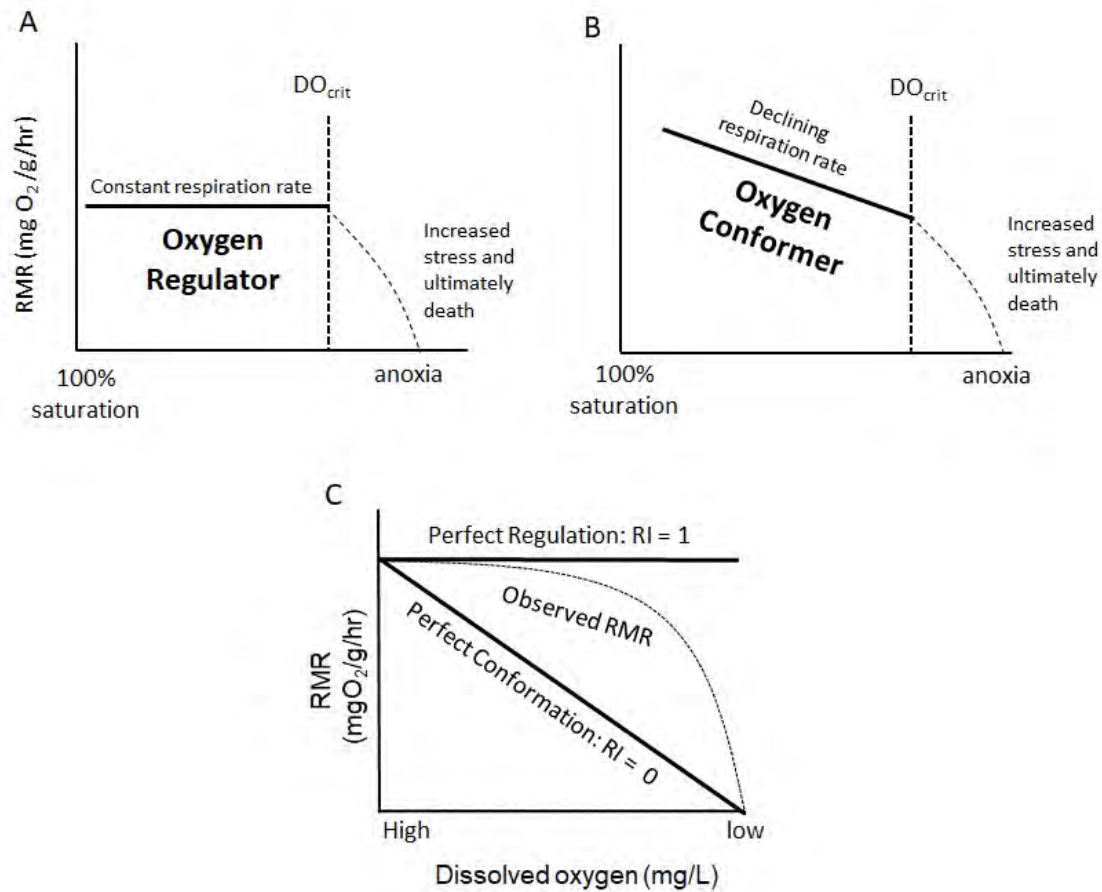 A
RMR (mg O₂/g/hr)
DOcrit
Constant respiration rate
Oxygen
Regulator
Increased
stress and
ultimately
death
100%
saturation
anoxia
B
DOcrit
Declining
respiration rate
Oxygen
Conformer
Increased
stress and
ultimately
death
100%
saturation
anoxia
C
Perfect Regulation: RI = 1
Observed RMR
Perfect Conformation: RI = 0
RMR
(mgO₂/g/hr)
High
low
Dissolved oxygen (mg/L)